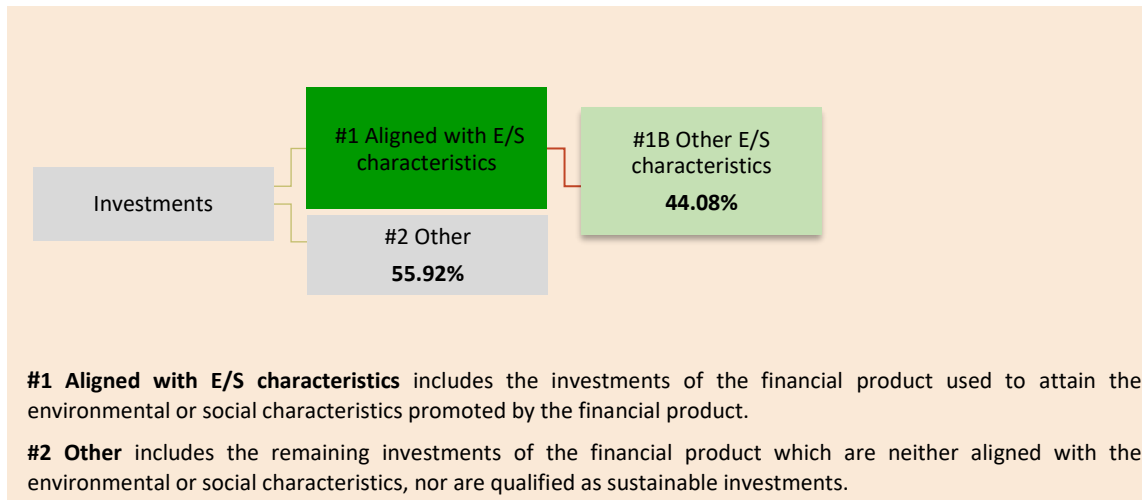 #1 Aligned with E/S
characteristics
#1B Other E/S
characteristics
44.08%
Investments
#2 Other
55.92%
#1 Aligned with E/S characteristics includes the investments of the financial product used to attain the
environmental or social characteristics promoted by the financial product.
#2 Other includes the remaining investments of the financial product which are neither aligned with the
environmental or social characteristics, nor are qualified as sustainable investments.